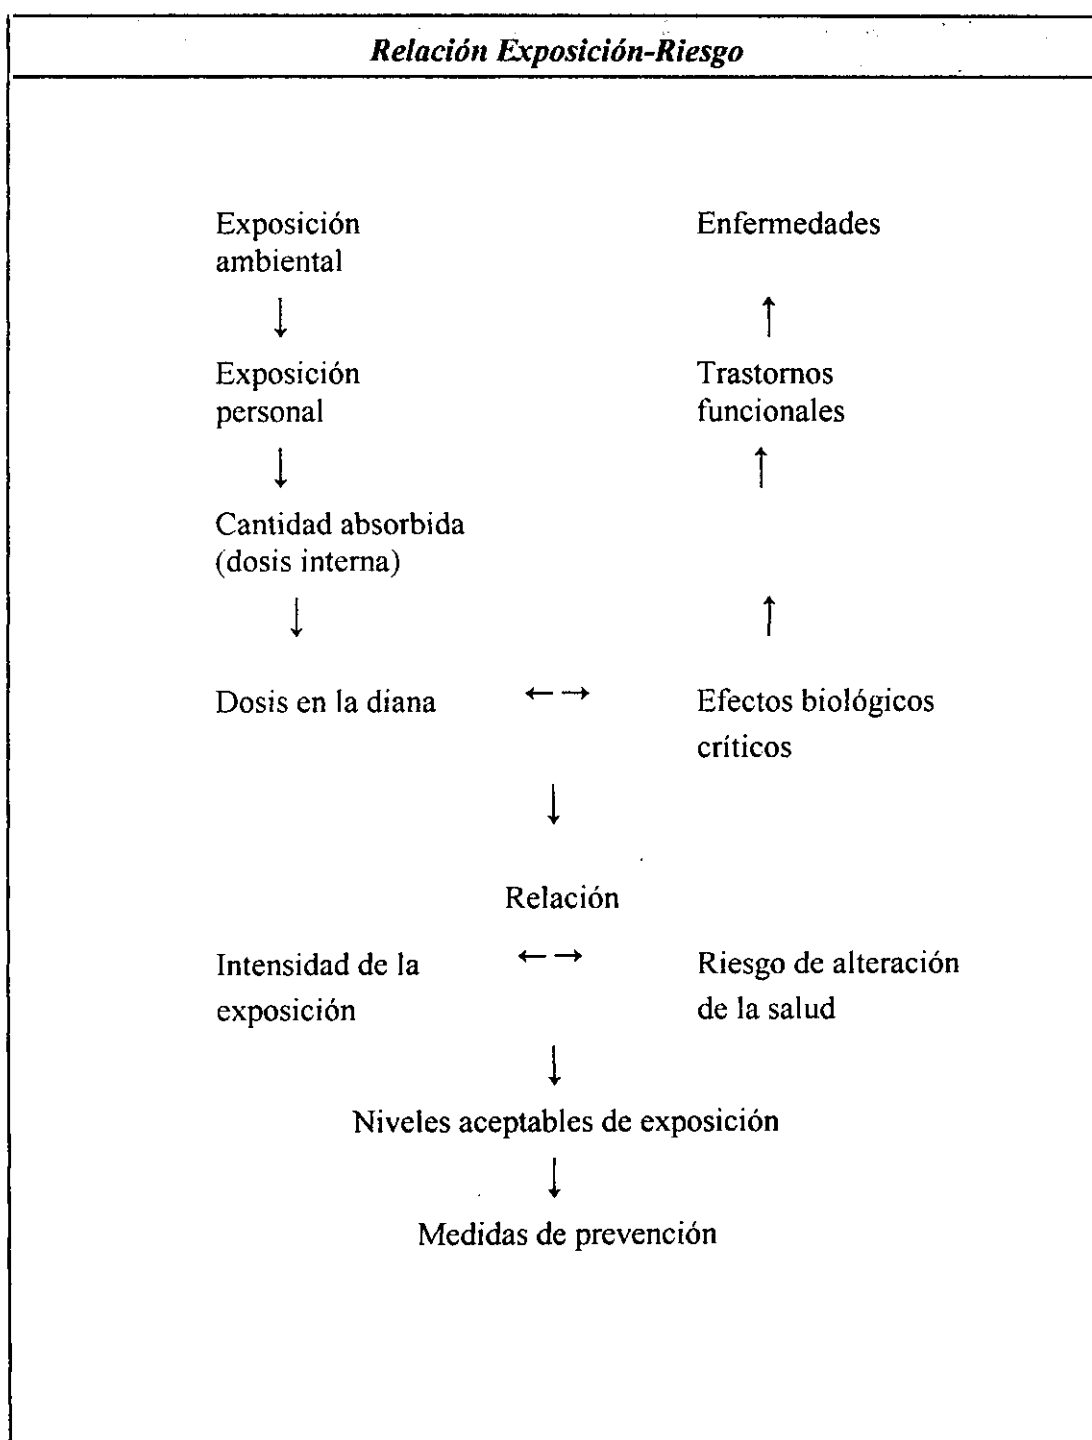 Relación Exposición-Riesgo
Exposición
ambiental
↓
Exposición
personal
↓
Cantidad absorbida
(dosis interna)
↓
Dosis en la diana
Enfermedades
↑
Trastornos
funcionales
↑
↑
←→
Efectos biológicos
críticos
↓
Relación
Intensidad de la
exposición
←→
Riesgo de alteración
de la salud
↓
Niveles aceptables de exposición
↓
Medidas de prevención